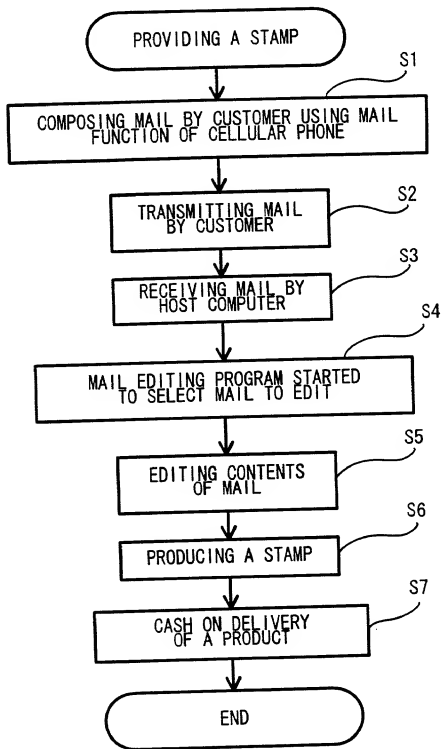 PROVIDING A STAMP
S1
COMPOSING MAIL BY CUSTOMER USING MAIL
FUNCTION OF CELLULAR PHONE
S2
TRANSMITTING MAIL
BY CUSTOMER
S3
RECEIVING MAIL BY
HOST COMPUTER
S4
MAIL EDITING PROGRAM STARTED
TO SELECT MAIL TO EDIT
S5
EDITING CONTENTS
OF MAIL
S6
PRODUCING A STAMP
S7
CASH ON DELIVERY
OF A PRODUCT
END